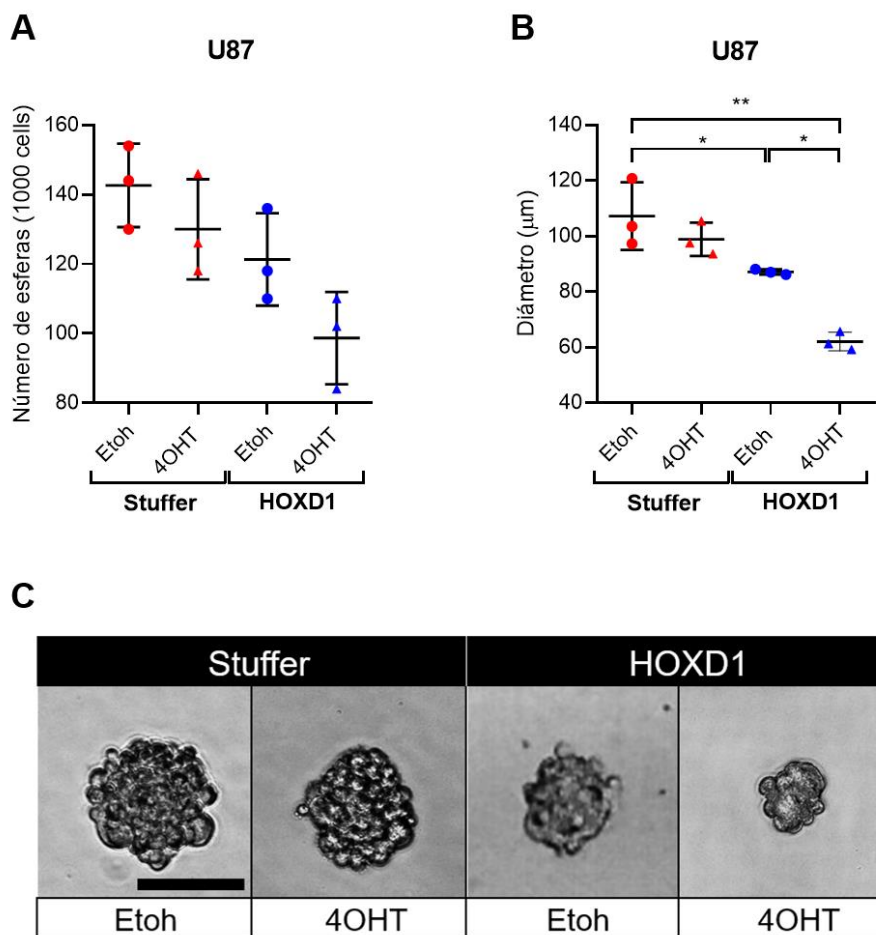 A
U87
Número de esferas (1000 cells)
160
140
120
100
80
Etoh
4OHT
Etoh
4OHT
Stuffer
HOXD1
B
U87
Diámetro (μm)
140
120
100
80
60
40
**
*
*
Etoh
4OHT
Etoh
4OHT
Stuffer
HOXD1
C
Stuffer
HOXD1
Etoh
4OHT
Etoh
4OHT